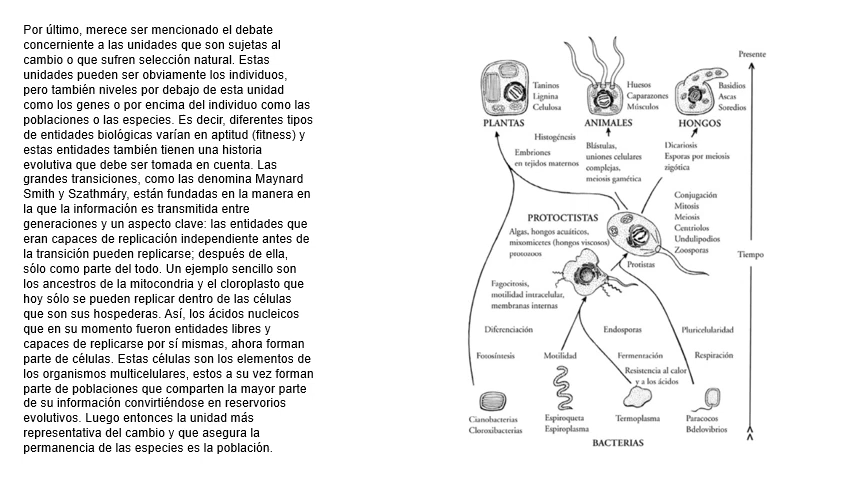 Por último, merece ser mencionado el debate
concerniente a las unidades que son sujetas al
cambio o que sufren selección natural. Estas
unidades pueden ser obviamente los individuos,
pero también niveles por debajo de esta unidad
como los genes o por encima del individuo como las
poblaciones o las especies. Es decir, diferentes tipos
de entidades biológicas varían en aptitud (fitness) y
estas entidades también tienen una historia
evolutiva que debe ser tomada en cuenta. Las
grandes transiciones, como las denomina Maynard
Smith y Szathmáry, están fundadas en la manera en
la que la información es transmitida entre
generaciones y un aspecto clave: las entidades que
eran capaces de replicación independiente antes de
la transición pueden replicarse; después de ella,
sólo como parte del todo. Un ejemplo sencillo son
los ancestros de la mitocondria y el cloroplasto que
hoy sólo se pueden replicar dentro de las células
que son sus hospederas. Así, los ácidos nucleicos
que en su momento fueron entidades libres y
capaces de replicarse por sí mismas, ahora forman
parte de células. Estas células son los elementos de
los organismos multicelulares, estos a su vez forman
parte de poblaciones que comparten la mayor parte
de su información convirtiéndose en reservorios
evolutivos. Luego entonces la unidad más
representativa del cambio y que asegura la
permanencia de las especies es la población.
Presente
Taninos
Lignina
Celulosa
Huesos
Caparazones
Músculos
Basidios
Ascas
Soredios
PLANTAS
ANIMALES
HONGOS
Histogénesis
Embriones
en tejidos maternos
Blástulas,
uniones celulares
complejas,
meiosis gamética
Dicariosis
Esporas por meiosis
zigótica
Conjugación
Mitosis
Meiosis
Centriolos
Undulipodios
Zoosporas
PROTOCTISTAS
Algas, hongos acuáticos,
mixomicetes (hongos viscosos)
protozoos
Tiempo
Protistas
Fagocitosis,
motilidad intracelular,
membranas internas
Diferenciación
Endosporas
Pluricelularidad
Fotosíntesis
Motilidad
Fermentación
Respiración
Resistencia al calor
y a los ácidos
Cianobacterias
Cloroxibacterias
Espiroqueta
Espiroplasma
Termoplasma
Paracocos
Bdelovibrios
BACTERIAS